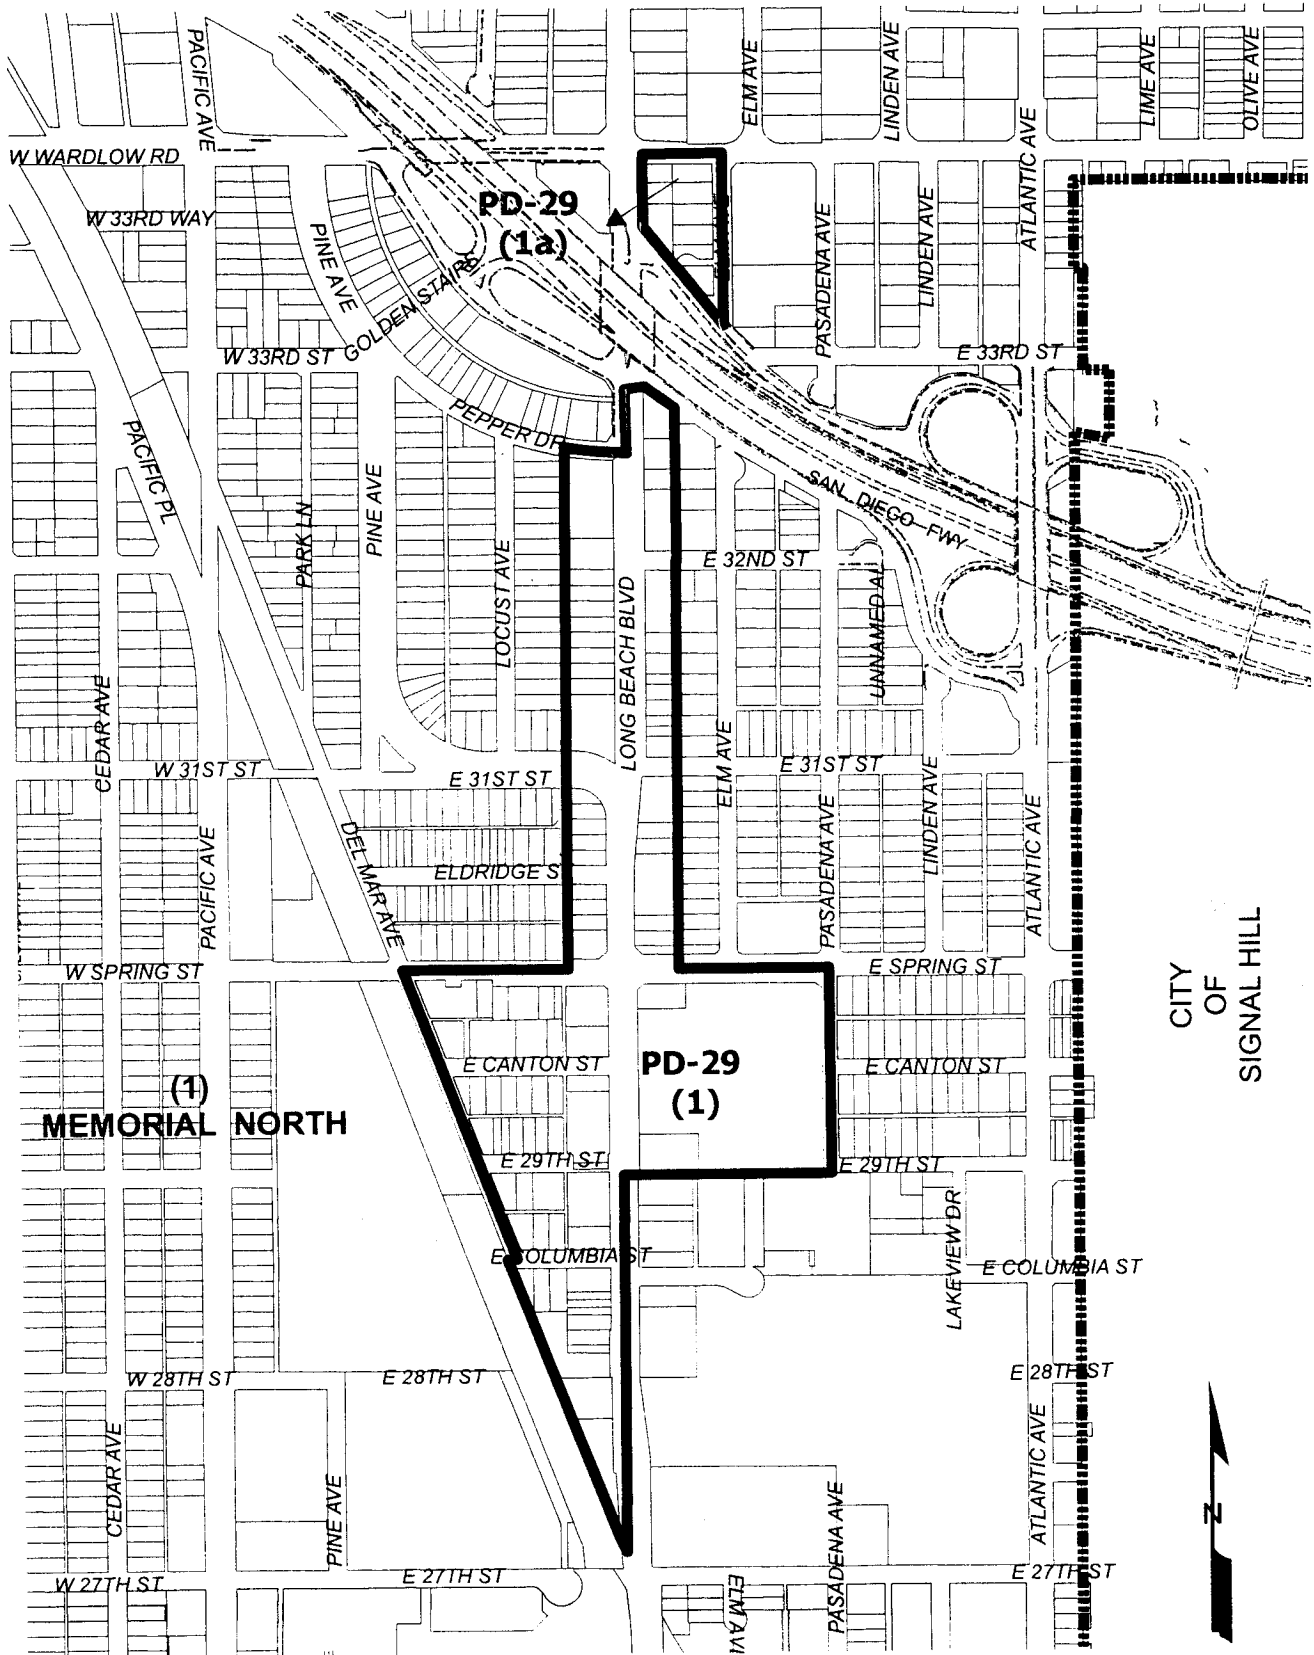 PACIFIC AVE
ELM AVE
LINDEN AVE
LIME AVE
OLIVE AVE
ATLANTIC AVE
W WARDLOW RD
W 33RD WAY
PINE AVE
GOLDEN STAIRS
PD-29
(1a)
PASADENA AVE
LINDEN AVE
W 33RD ST
E 33RD ST
PEPPER DR
PACIFIC PL
PARK LN
PINE AVE
LOCUST AVE
LONG BEACH BLVD
E 32ND ST
SAN DIEGO FWY
UNNAMED AL
CEDAR AVE
W 31ST ST
E 31ST ST
ELM AVE
E 31ST ST
PACIFIC AVE
DEL MAR AVE
ELDRIDGE S
PASADENA AVE
LINDEN AVE
ATLANTIC AVE
W SPRING ST
E SPRING ST
CITY
OF
SIGNAL HILL
E CANTON ST
PD-29
(1)
E CANTON ST
(1)
MEMORIAL NORTH
E 29TH ST
E 29TH ST
LAKEVIEW DR
E COLUMBIA ST
E COLUMBIA ST
W 28TH ST
E 28TH ST
E 28TH ST
CEDAR AVE
PINE AVE
PASADENA AVE
ATLANTIC AVE
Z
W 27TH ST
E 27TH ST
E 27TH ST
ELM AV